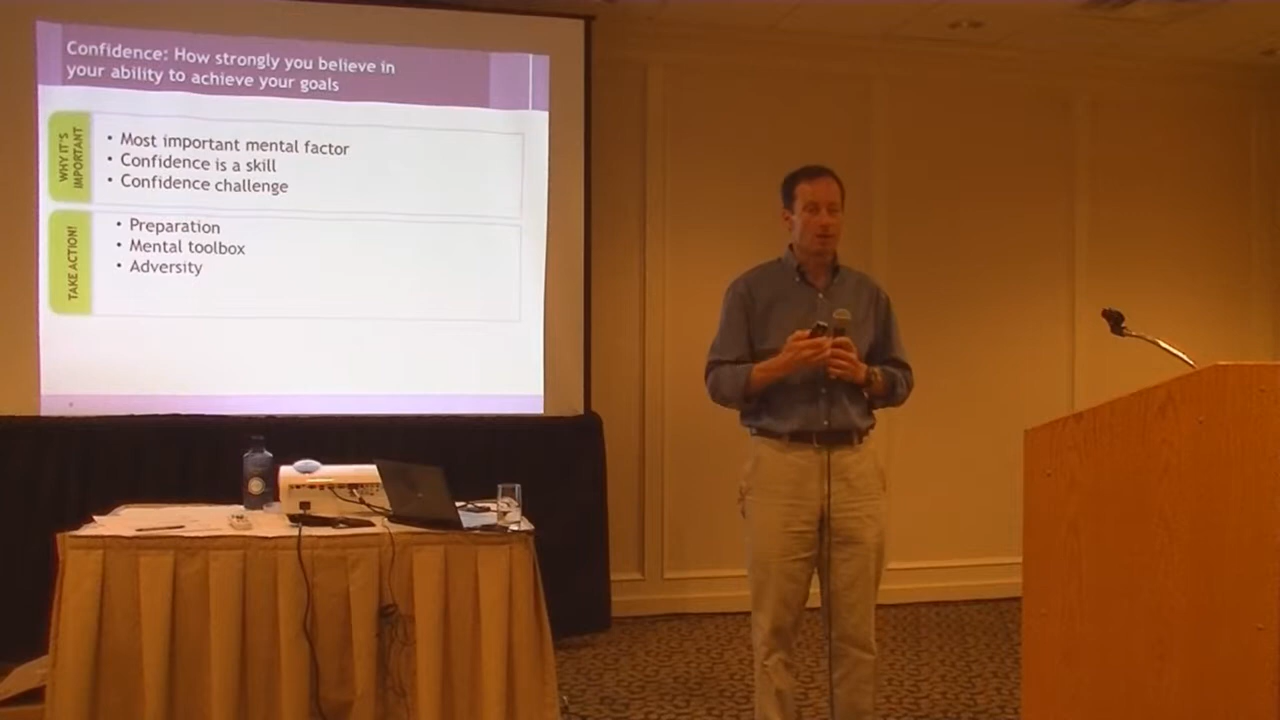 Confidence: How strongly you believe in
your ability to achieve your goals
WHY IT'S
IMPORTANT
• Most important mental factor
• Confidence is a skill
• Confidence challenge
TAKE ACTION!
• Preparation
• Mental toolbox
• Adversity